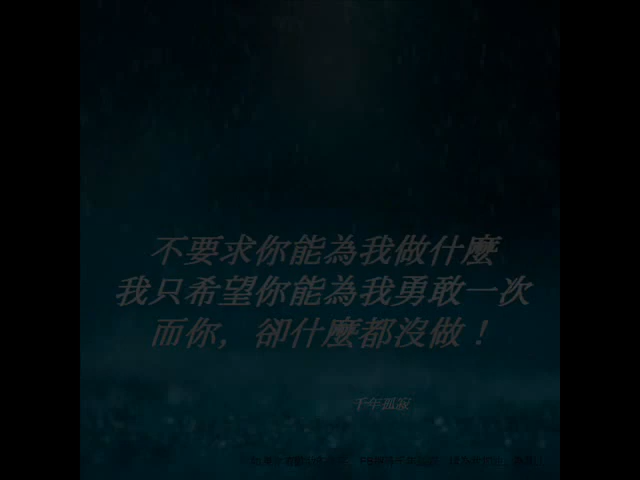 不要求你能為我做什麼
我只希望你能為我勇敢一次
而你，卻什麼都沒做！
千年孤寂